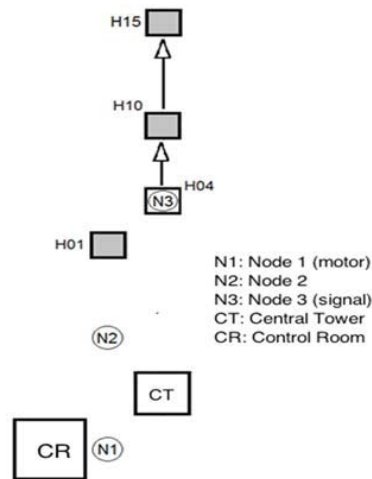 H15
H10
H04
N3
H01
N1: Node 1 (motor)
N2: Node 2
N3: Node 3 (signal)
CT: Central Tower
CR: Control Room
N2
CT
CR
N1